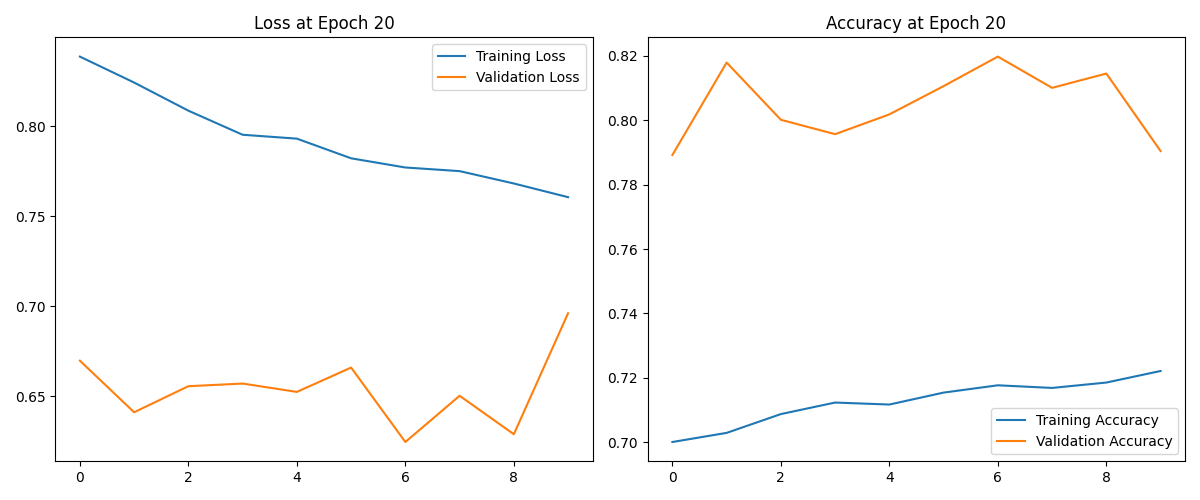 Loss at Epoch 20
Training Loss
Validation Loss
0.80
0.75
0.70
0.65
0 2 4 6 8
Accuracy at Epoch 20
0.82
0.80
0.78
0.76
0.74
0.72
0.70
Training Accuracy
Validation Accuracy
0 2 4 6 8